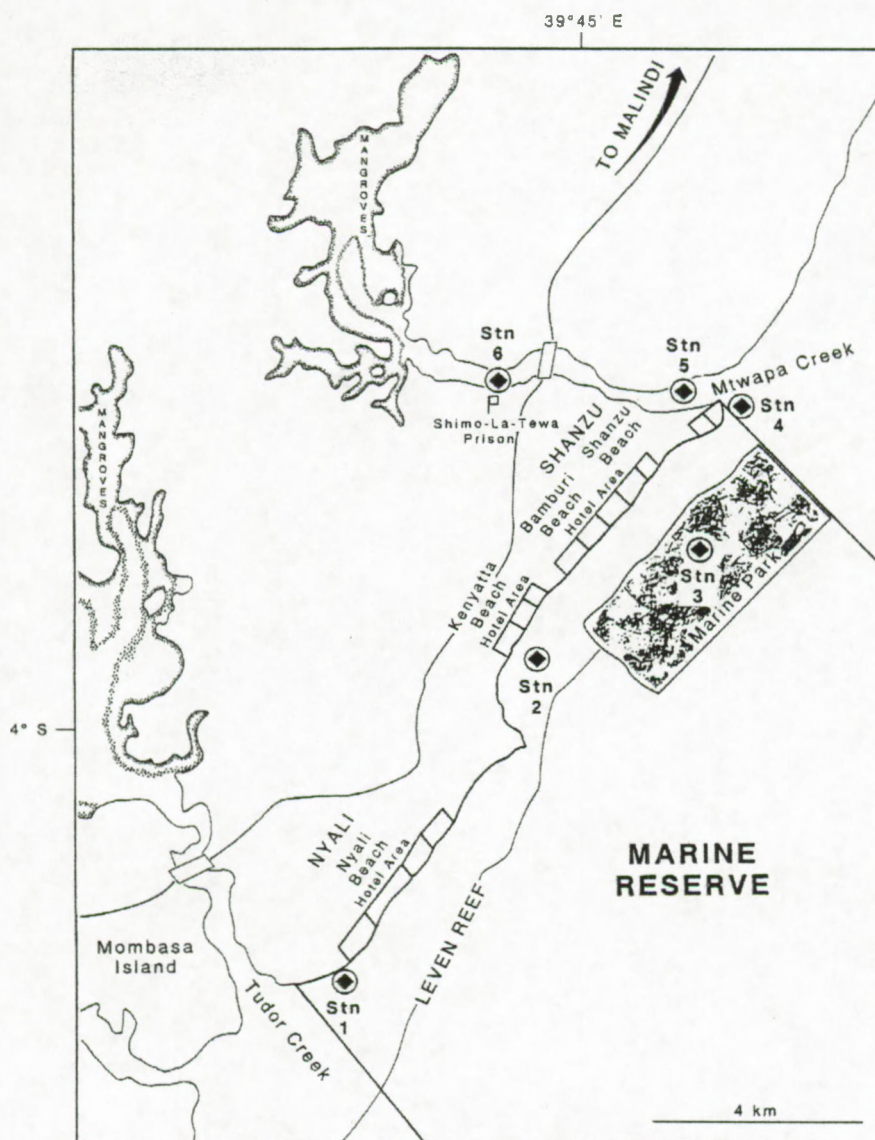 39°45' E
TO MALINDI
MANGROVES
MANGROVES
Stn
6
Stn
5
Mtwapa Creek
Stn
4
Shimo-La-Tewa
Prison
SHANZU
Shanzu
Beach
Bamburi
Beach
Hotel Area
Stn
3
Marine Park
Kenyatta
Beach
Hotel Area
Stn
2
4° S
NYALI
Nyali
Beach
Hotel Area
MARINE
RESERVE
LEVEN REEF
Mombasa
Island
Tudor Creek
Stn
1
4 km